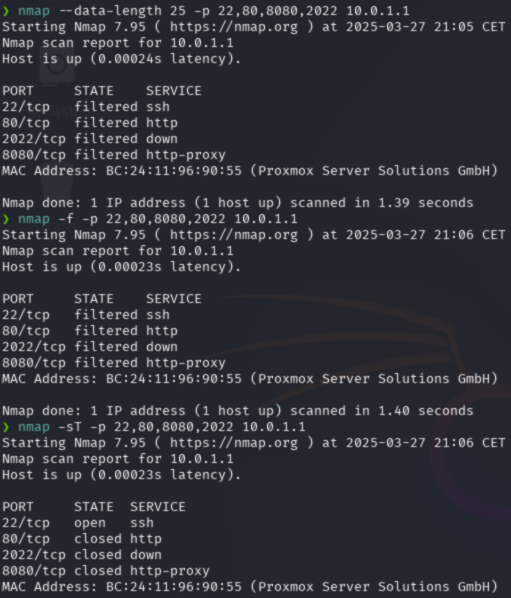 ❯ nmap --data-length 25 -p 22,80,8080,2022 10.0.1.1
Starting Nmap 7.95 ( https://nmap.org ) at 2025-03-27 21:05 CET
Nmap scan report for 10.0.1.1
Host is up (0.00024s latency).
PORT     STATE    SERVICE
22/tcp   filtered ssh
80/tcp   filtered http
2022/tcp filtered down
8080/tcp filtered http-proxy
MAC Address: BC:24:11:96:90:55 (Proxmox Server Solutions GmbH)
Nmap done: 1 IP address (1 host up) scanned in 1.39 seconds
❯ nmap -f -p 22,80,8080,2022 10.0.1.1
Starting Nmap 7.95 ( https://nmap.org ) at 2025-03-27 21:06 CET
Nmap scan report for 10.0.1.1
Host is up (0.00023s latency).
PORT     STATE    SERVICE
22/tcp   filtered ssh
80/tcp   filtered http
2022/tcp filtered down
8080/tcp filtered http-proxy
MAC Address: BC:24:11:96:90:55 (Proxmox Server Solutions GmbH)
Nmap done: 1 IP address (1 host up) scanned in 1.40 seconds
❯ nmap -sT -p 22,80,8080,2022 10.0.1.1
Starting Nmap 7.95 ( https://nmap.org ) at 2025-03-27 21:06 CET
Nmap scan report for 10.0.1.1
Host is up (0.00023s latency).
PORT     STATE  SERVICE
22/tcp   open   ssh
80/tcp   closed http
2022/tcp closed down
8080/tcp closed http-proxy
MAC Address: BC:24:11:96:90:55 (Proxmox Server Solutions GmbH)